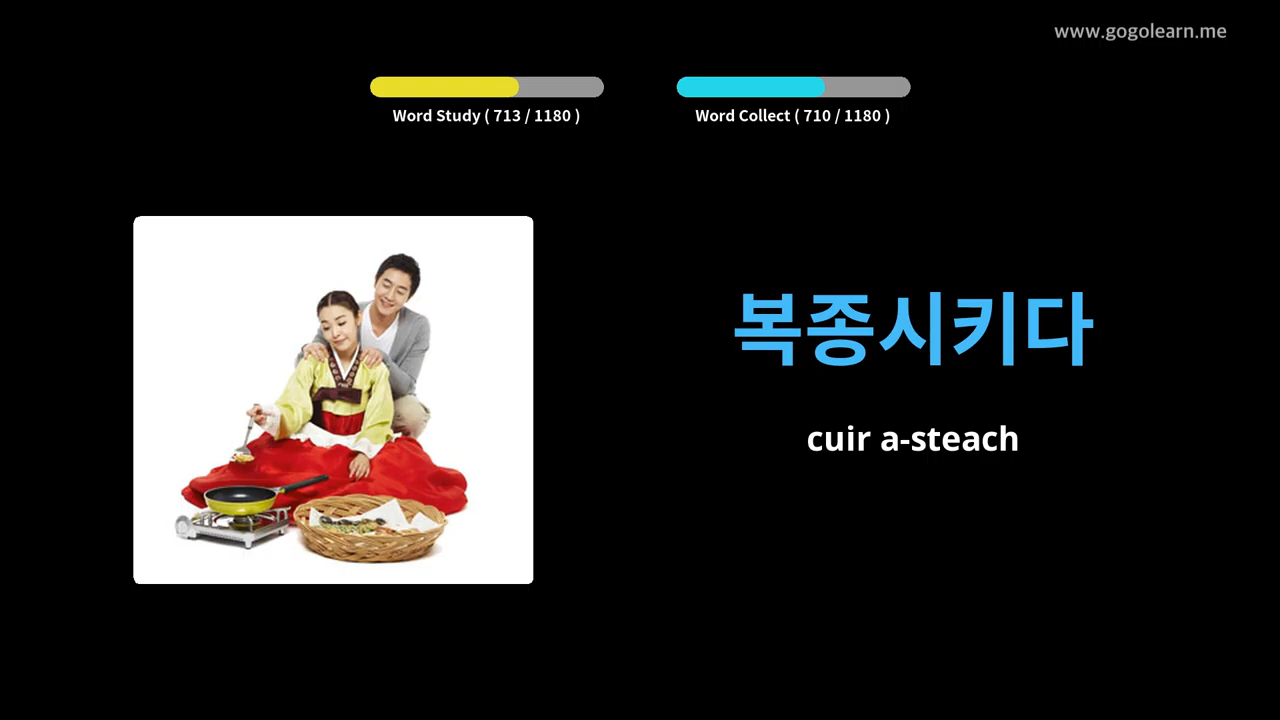 www.gogolearn.me
Word Study ( 713 / 1180 )
Word Collect ( 710 / 1180 )
복종시키다
cuir a-steach